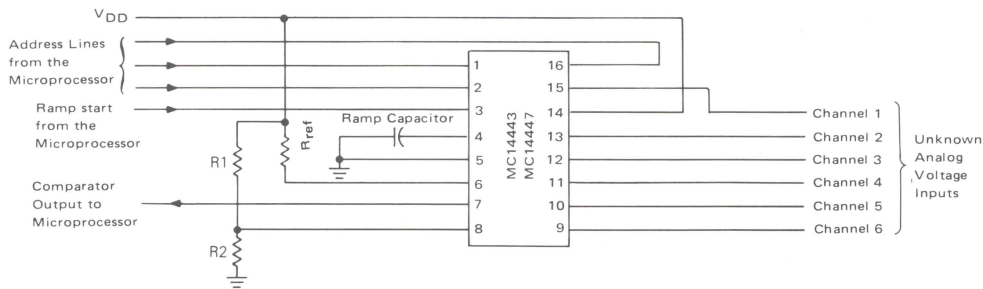 VDD
Address Lines
from the
Microprocessor
Ramp start
from the
Microprocessor
R1
Rref
Ramp Capacitor
Comparator
Output to
Microprocessor
R2
1
2
3
4
5
6
7
8
MC14443
MC14447
16
15
14
13
12
11
10
9
Channel 1
Channel 2
Channel 3
Channel 4
Channel 5
Channel 6
Unknown
Analog
Voltage
Inputs